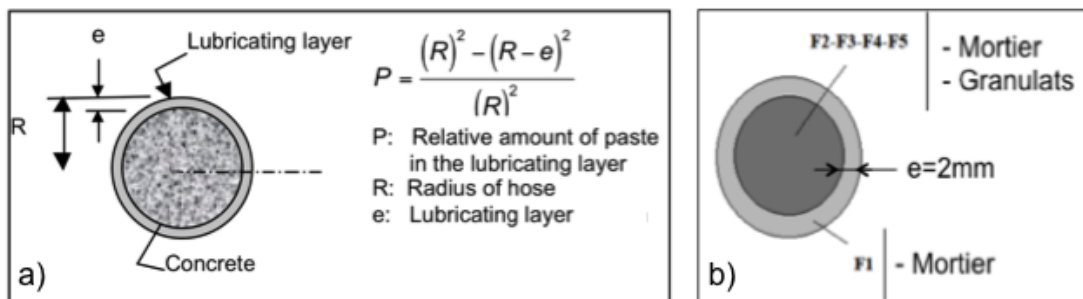 e
Lubricating layer
R
Concrete
a)
P = ((R)² - (R - e)²) / (R)²
P: Relative amount of paste
in the lubricating layer
R: Radius of hose
e: Lubricating layer
F2-F3-F4-F5
- Mortier
- Granulats
e=2mm
F1
- Mortier
b)